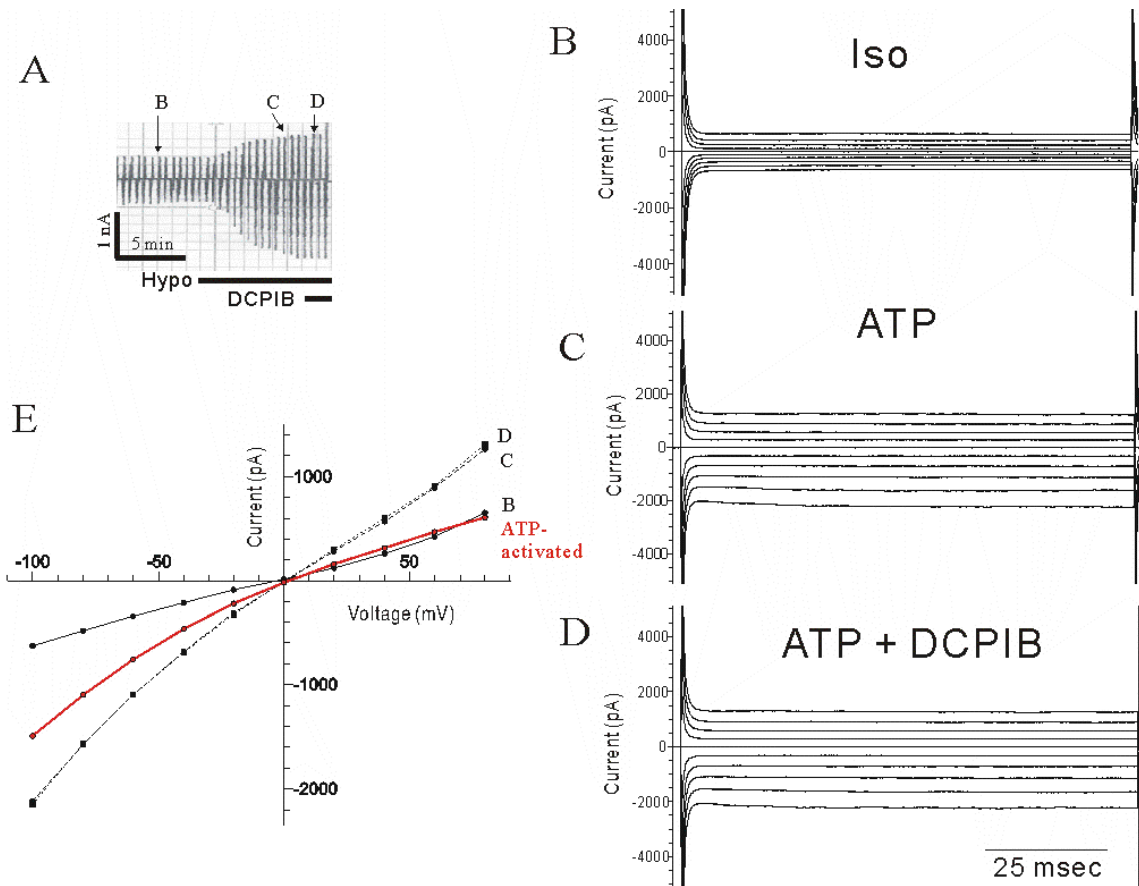 A
B
C
D
1 nA
5 min
Hypo
DCPIB
B
Iso
Current (pA)
4000
2000
0
-2000
-4000
C
ATP
Current (pA)
4000
2000
0
-2000
-4000
D
ATP + DCPIB
Current (pA)
4000
2000
0
-2000
-4000
25 msec
E
Current (pA)
1000
-1000
-2000
-100
-50
50
Voltage (mV)
D
C
B
ATP-
activated